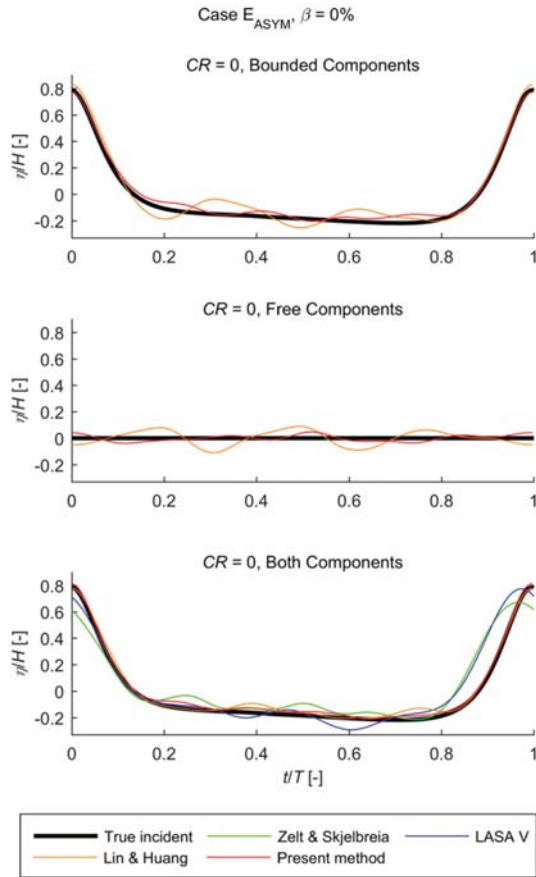 Case E_ASYM, β = 0%
CR = 0, Bounded Components
0.8
0.6
0.4
0.2
0
-0.2
η/H [-]
0 0.2 0.4 0.6 0.8 1
CR = 0, Free Components
0.8
0.6
0.4
0.2
0
-0.2
η/H [-]
0 0.2 0.4 0.6 0.8 1
CR = 0, Both Components
0.8
0.6
0.4
0.2
0
-0.2
η/H [-]
0 0.2 0.4 0.6 0.8 1
t/T [-]
True incident Zelt & Skjelbreia LASA V
Lin & Huang Present method